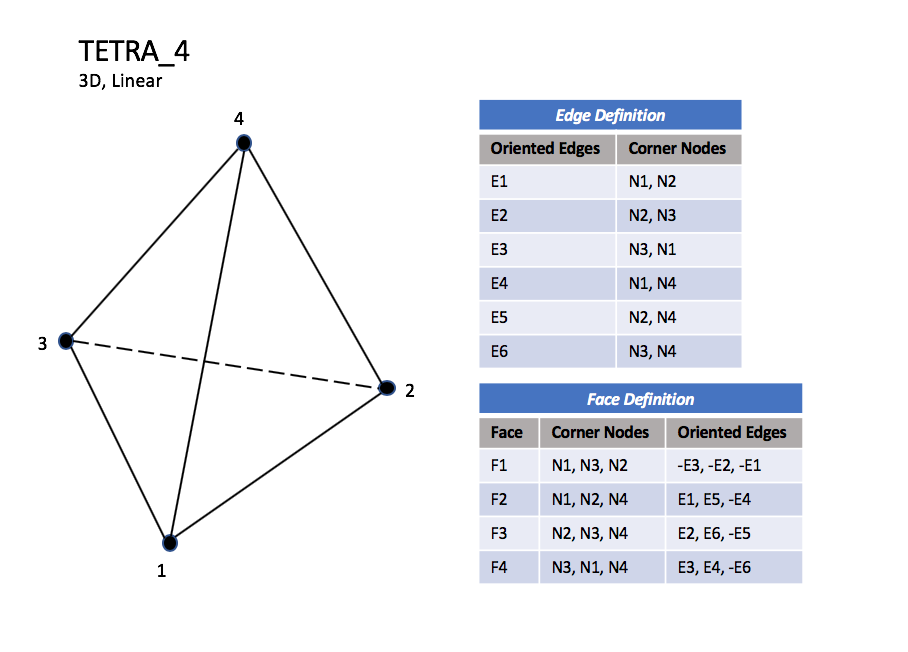 TETRA_4
3D, Linear
4
3
2
1
Edge Definition
Oriented Edges Corner Nodes
E1 N1, N2
E2 N2, N3
E3 N3, N1
E4 N1, N4
E5 N2, N4
E6 N3, N4
Face Definition
Face Corner Nodes Oriented Edges
F1 N1, N3, N2 -E3, -E2, -E1
F2 N1, N2, N4 E1, E5, -E4
F3 N2, N3, N4 E2, E6, -E5
F4 N3, N1, N4 E3, E4, -E6